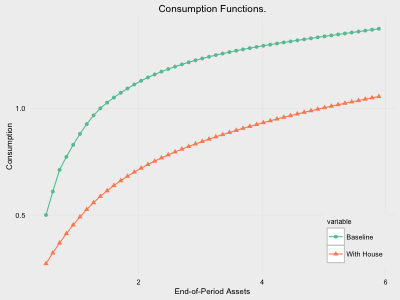 Consumption Functions.
Consumption
1.0
0.5
2
4
6
End-of-Period Assets
variable
Baseline
With House